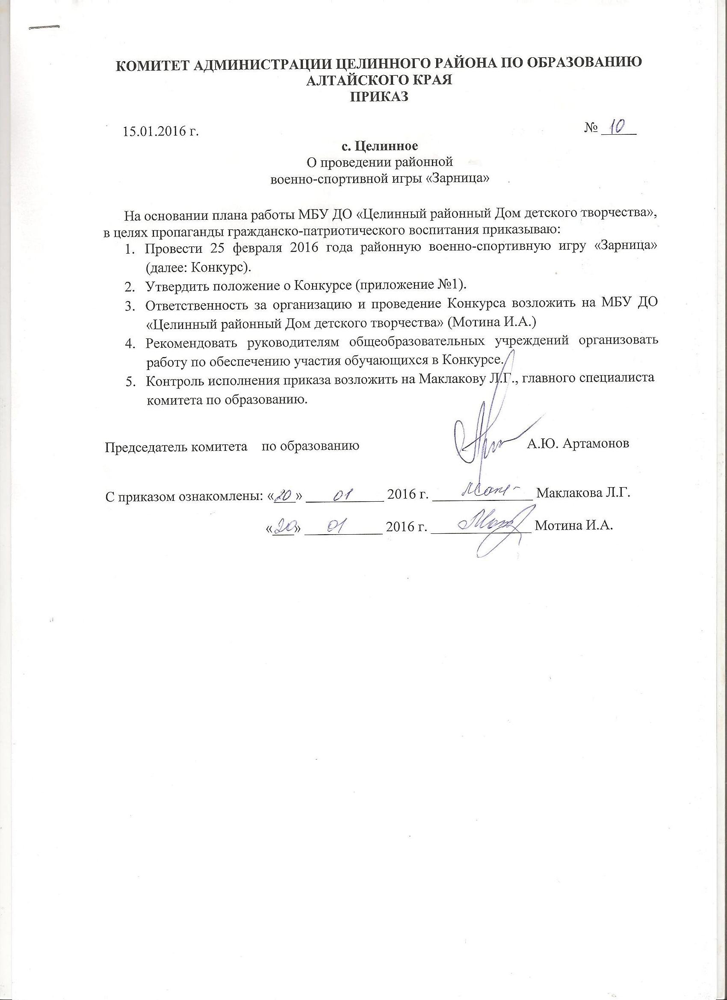 КОМИТЕТ АДМИНИСТРАЦИИ ЦЕЛИННОГО РАЙОНА ПО ОБРАЗОВАНИЮ
АЛТАЙСКОГО КРАЯ
ПРИКАЗ
15.01.2016 г. № 10
с. Целинное
О проведении районной
военно-спортивной игры «Зарница»
На основании плана работы МБУ ДО «Целинный районный Дом детского творчества»,
в целях пропаганды гражданско-патриотического воспитания приказываю:
1. Провести 25 февраля 2016 года районную военно-спортивную игру «Зарница»
(далее: Конкурс).
2. Утвердить положение о Конкурсе (приложение №1).
3. Ответственность за организацию и проведение Конкурса возложить на МБУ ДО
«Целинный районный Дом детского творчества» (Мотина И.А.)
4. Рекомендовать руководителям общеобразовательных учреждений организовать
работу по обеспечению участия обучающихся в Конкурсе.
5. Контроль исполнения приказа возложить на Маклакову Л.Г., главного специалиста
комитета по образованию.
Председатель комитета по образованию А.Ю. Артамонов
С приказом ознакомлены: «20» 01 2016 г. Маклакова Л.Г.
«20» 01 2016 г. Мотина И.А.